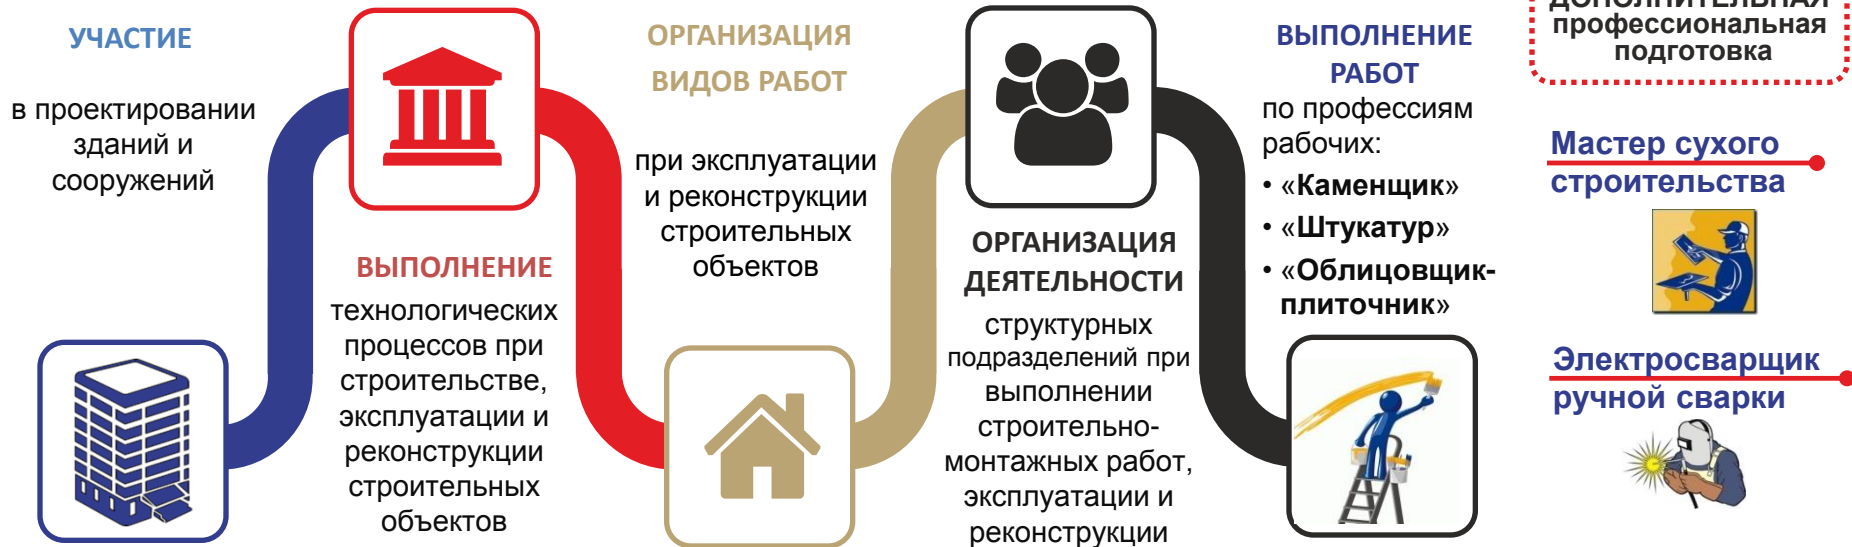 УЧАСТИЕ
в проектировании
зданий и
сооружений
ВЫПОЛНЕНИЕ
технологических
процессов при
строительстве,
эксплуатации и
реконструкции
строительных
объектов
ОРГАНИЗАЦИЯ
ВИДОВ РАБОТ
при эксплуатации
и реконструкции
строительных
объектов
ОРГАНИЗАЦИЯ
ДЕЯТЕЛЬНОСТИ
структурных
подразделений при
выполнении
строительно-
монтажных работ,
эксплуатации и
реконструкции
ВЫПОЛНЕНИЕ
РАБОТ
по профессиям
рабочих:
• «Каменщик»
• «Штукатур»
• «Облицовщик-
плиточник»
ДОПОЛНИТЕЛЬНАЯ
профессиональная
подготовка
Мастер сухого
строительства
Электросварщик
ручной сварки